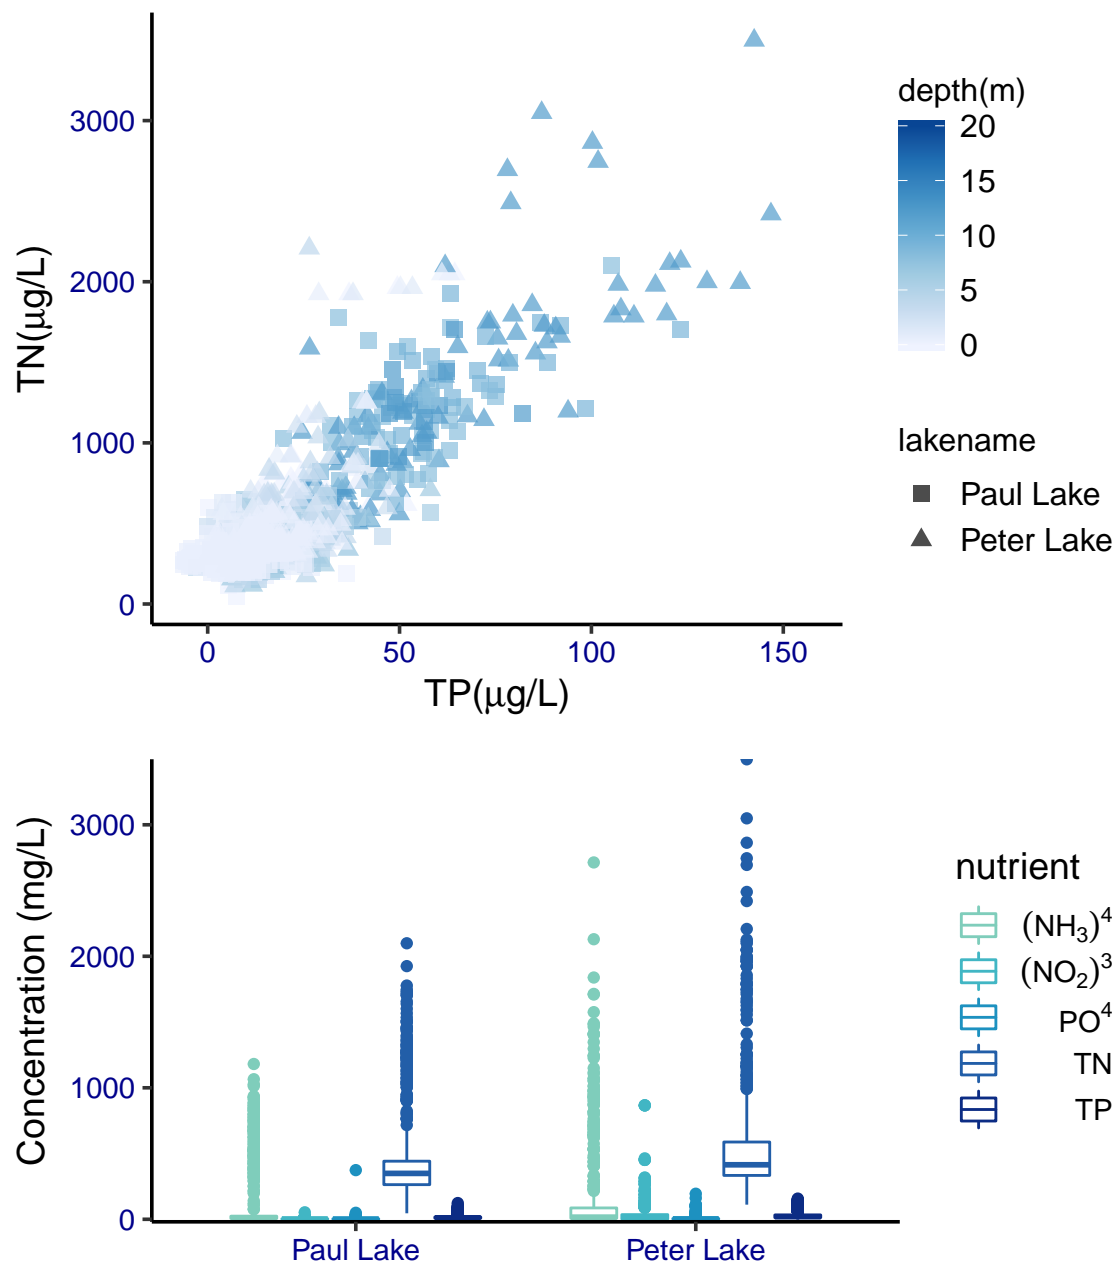 depth(m)
20
15
10
5
0
lakename
Paul Lake
Peter Lake
TN(µg/L)
3000
2000
1000
0
0 50 100 150
TP(µg/L)
Concentration (mg/L)
3000
2000
1000
0
Paul Lake Peter Lake
nutrient
(NH₃)⁴
(NO₂)³
PO⁴
TN
TP